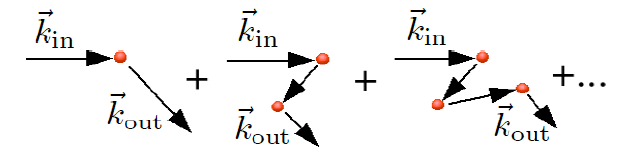 k⃗in + k⃗in + k⃗in +...
k⃗out k⃗out k⃗out